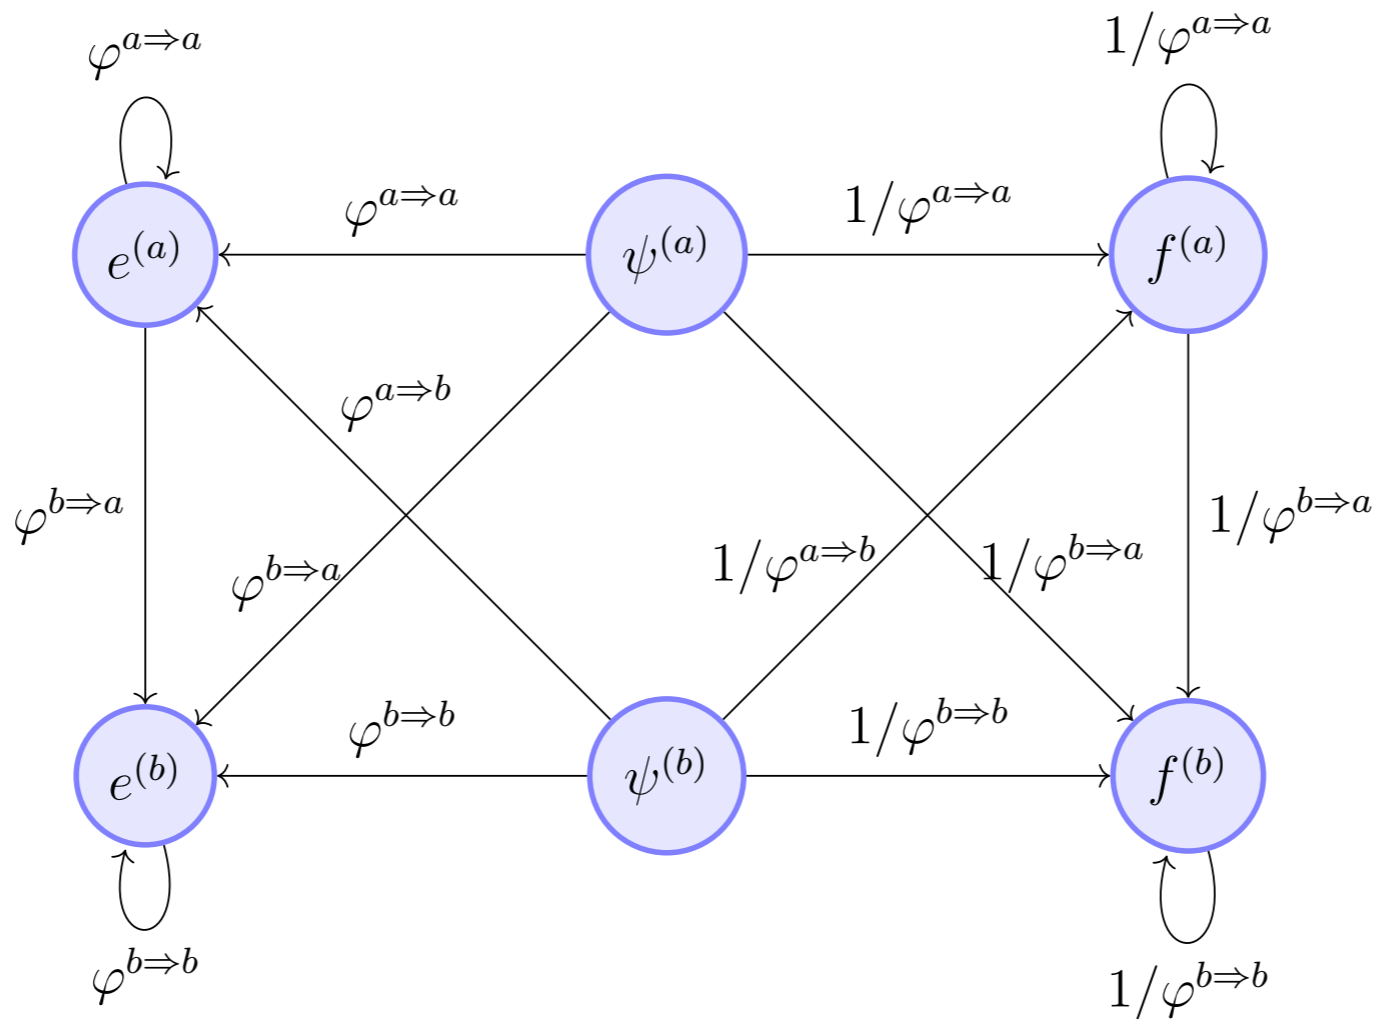 φ^{a⇒a}
1/φ^{a⇒a}
φ^{a⇒a}
1/φ^{a⇒a}
e^{(a)}
ψ^{(a)}
f^{(a)}
φ^{a⇒b}
φ^{b⇒a}
1/φ^{b⇒a}
φ^{b⇒a}
1/φ^{a⇒b}
1/φ^{b⇒a}
φ^{b⇒b}
1/φ^{b⇒b}
e^{(b)}
ψ^{(b)}
f^{(b)}
φ^{b⇒b}
1/φ^{b⇒b}